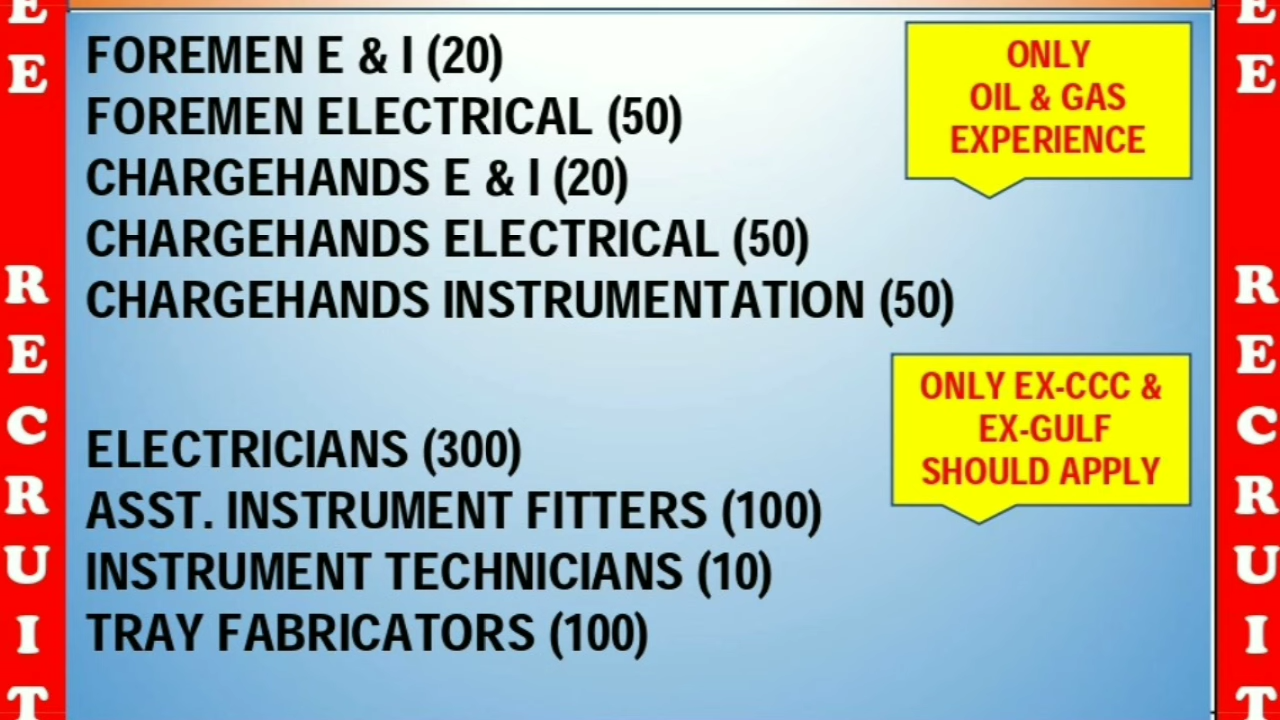 FOREMEN E & I (20)
FOREMEN ELECTRICAL (50)
CHARGEHANDS E & I (20)
CHARGEHANDS ELECTRICAL (50)
CHARGEHANDS INSTRUMENTATION (50)
ONLY
OIL & GAS
EXPERIENCE
ELECTRICIANS (300)
ASST. INSTRUMENT FITTERS (100)
INSTRUMENT TECHNICIANS (10)
TRAY FABRICATORS (100)
ONLY EX-CCC &
EX-GULF
SHOULD APPLY
E
E
R
E
C
R
U
I
T
E
E
R
E
C
R
U
I
T